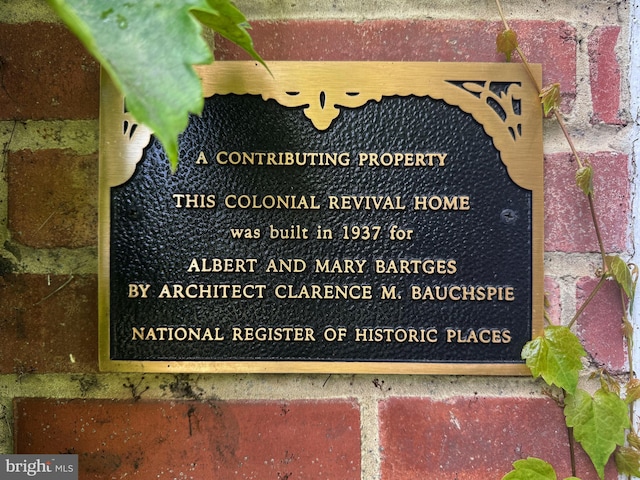 A CONTRIBUTING PROPERTY
THIS COLONIAL REVIVAL HOME
was built in 1937 for
ALBERT AND MARY BARTGES
BY ARCHITECT CLARENCE M. BAUCHSPIE
NATIONAL REGISTER OF HISTORIC PLACES
bright MLS